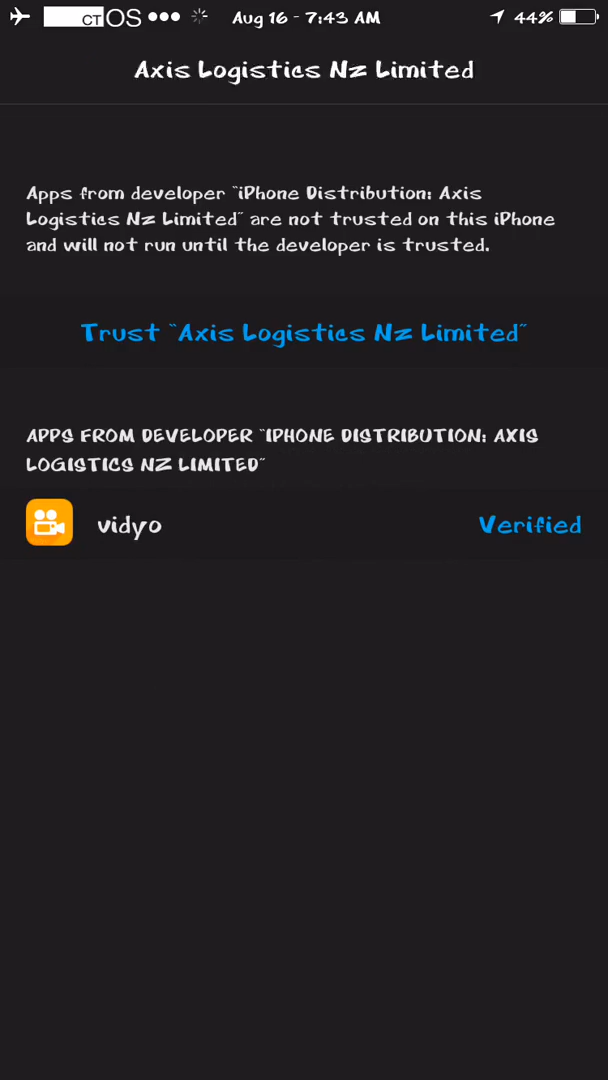 CT OS Aug 16 - 7:43 AM 44%
Axis Logistics Nz Limited
Apps from developer "iPhone Distribution: Axis
Logistics Nz Limited" are not trusted on this iPhone
and will not run until the developer is trusted.
Trust "Axis Logistics Nz Limited"
APPS FROM DEVELOPER "IPHONE DISTRIBUTION: AXIS
LOGISTICS NZ LIMITED"
vidyo Verified